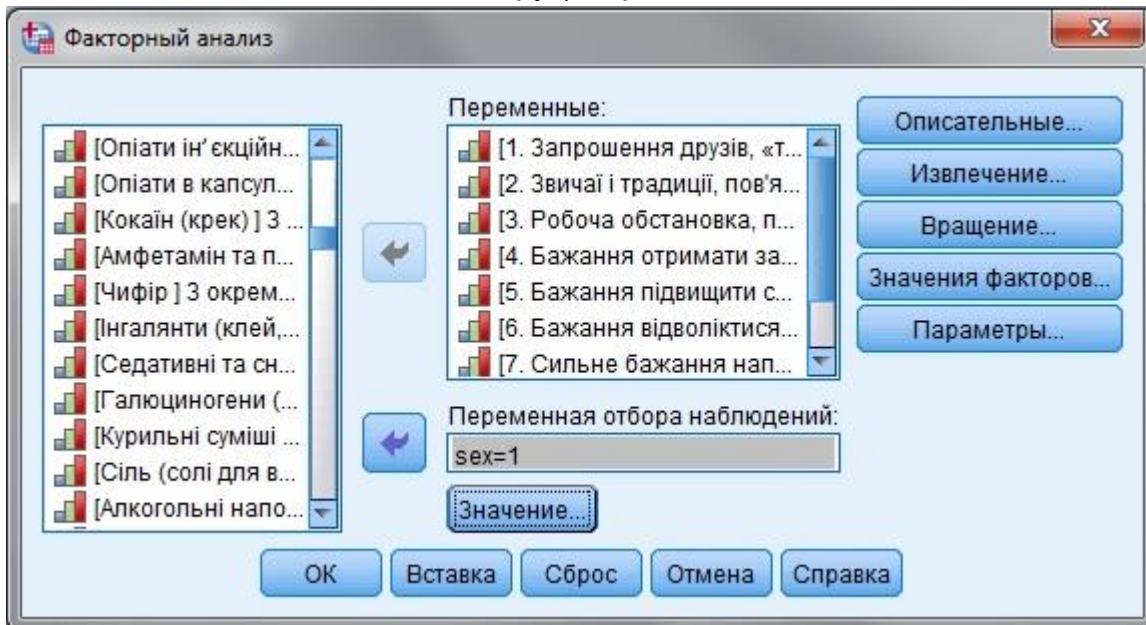 Факторный анализ
[Опіати ін'єкційн...
[Опіати в капсул...
[Кокаїн (крек) ] З ...
[Амфетамін та п...
[Чифір ] З окрем...
[Інгалянти (клей,...
[Седативні та сн...
[Галюциногени (...
[Курильні суміші ...
[Сіль (солі для в...
[Алкогольні напо...
Переменные:
[1. Запрошення друзів, «т...
[2. Звичаї і традиції, пов'я...
[3. Робоча обстановка, п...
[4. Бажання отримати за...
[5. Бажання підвищити с...
[6. Бажання відволіктися...
[7. Сильне бажання нап...
Переменная отбора наблюдений:
sex=1
Значение...
Описательные...
Извлечение...
Вращение...
Значения факторов...
Параметры...
ОК
Вставка
Сброс
Отмена
Справка